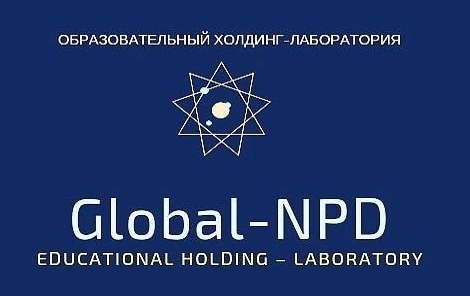 ОБРАЗОВАТЕЛЬНЫЙ ХОЛДИНГ-ЛАБОРАТОРИЯ
Global-NPD
EDUCATIONAL HOLDING – LABORATORY